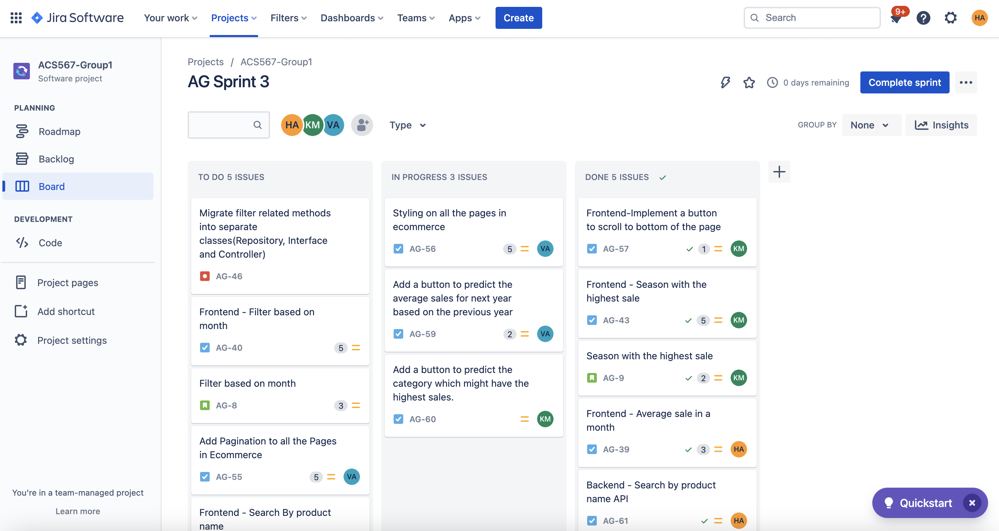 Jira Software
Your work
Projects
Filters
Dashboards
Teams
Apps
Create
Search
9+
?
HA
ACS567-Group1
Software project
PLANNING
Roadmap
Backlog
Board
DEVELOPMENT
Code
Project pages
Add shortcut
Project settings
You're in a team-managed project
Learn more
Projects / ACS567-Group1
AG Sprint 3
0 days remaining
Complete sprint
HA KM VA
Type
GROUP BY
None
Insights
TO DO 5 ISSUES
Migrate filter related methods
into separate
classes(Repository, Interface
and Controller)
AG-46
Frontend - Filter based on
month
AG-40 5
Filter based on month
AG-8 3
Add Pagination to all the Pages
in Ecommerce
AG-55 5 VA
Frontend - Search By product
name
IN PROGRESS 3 ISSUES
Styling on all the pages in
ecommerce
AG-56 5 VA
Add a button to predict the
average sales for next year
based on the previous year
AG-59 2 VA
Add a button to predict the
category which might have the
highest sales.
AG-60 KM
DONE 5 ISSUES
Frontend-Implement a button
to scroll to bottom of the page
AG-57 1 KM
Frontend - Season with the
highest sale
AG-43 5 KM
Season with the highest sale
AG-9 2 KM
Frontend - Average sale in a
month
AG-39 3 HA
Backend - Search by product
name API
AG-61 HA
Quickstart